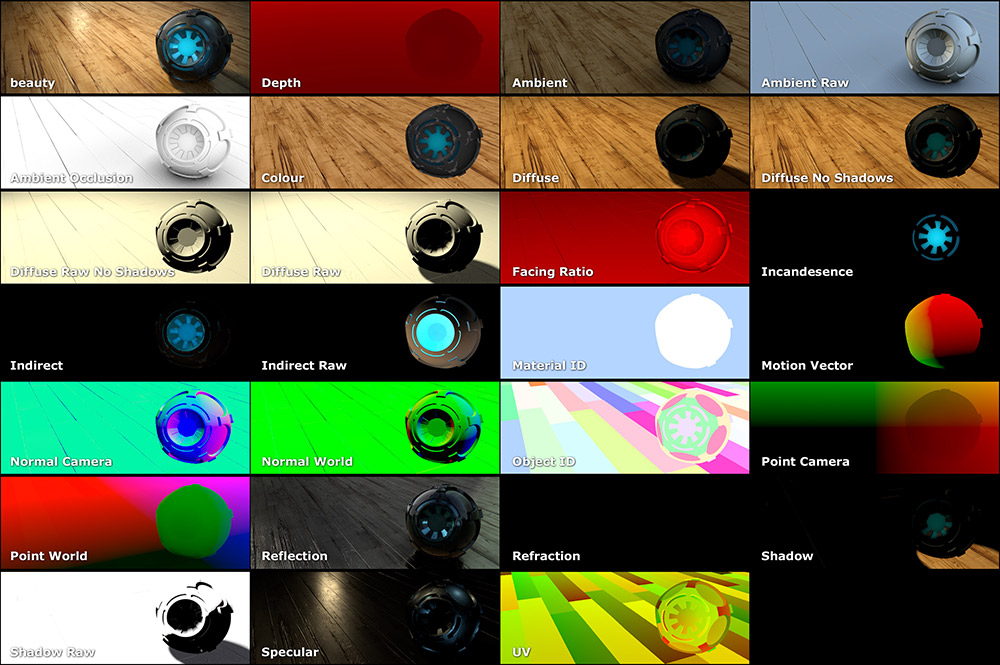 beauty
Depth
Ambient
Ambient Raw
Ambient Occlusion
Colour
Diffuse
Diffuse No Shadows
Diffuse Raw No Shadows
Diffuse Raw
Facing Ratio
Incandesence
Indirect
Indirect Raw
Material ID
Motion Vector
Normal Camera
Normal World
Object ID
Point Camera
Point World
Reflection
Refraction
Shadow
Shadow Raw
Specular
UV